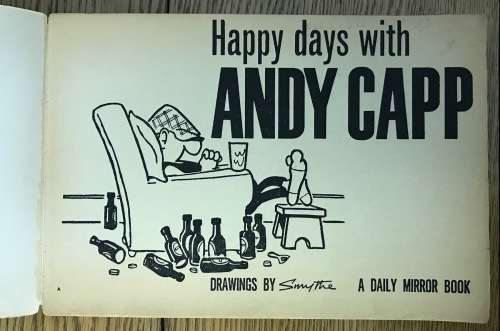 Happy days with
ANDY CAPP
DRAWINGS BY Smythe A DAILY MIRROR BOOK